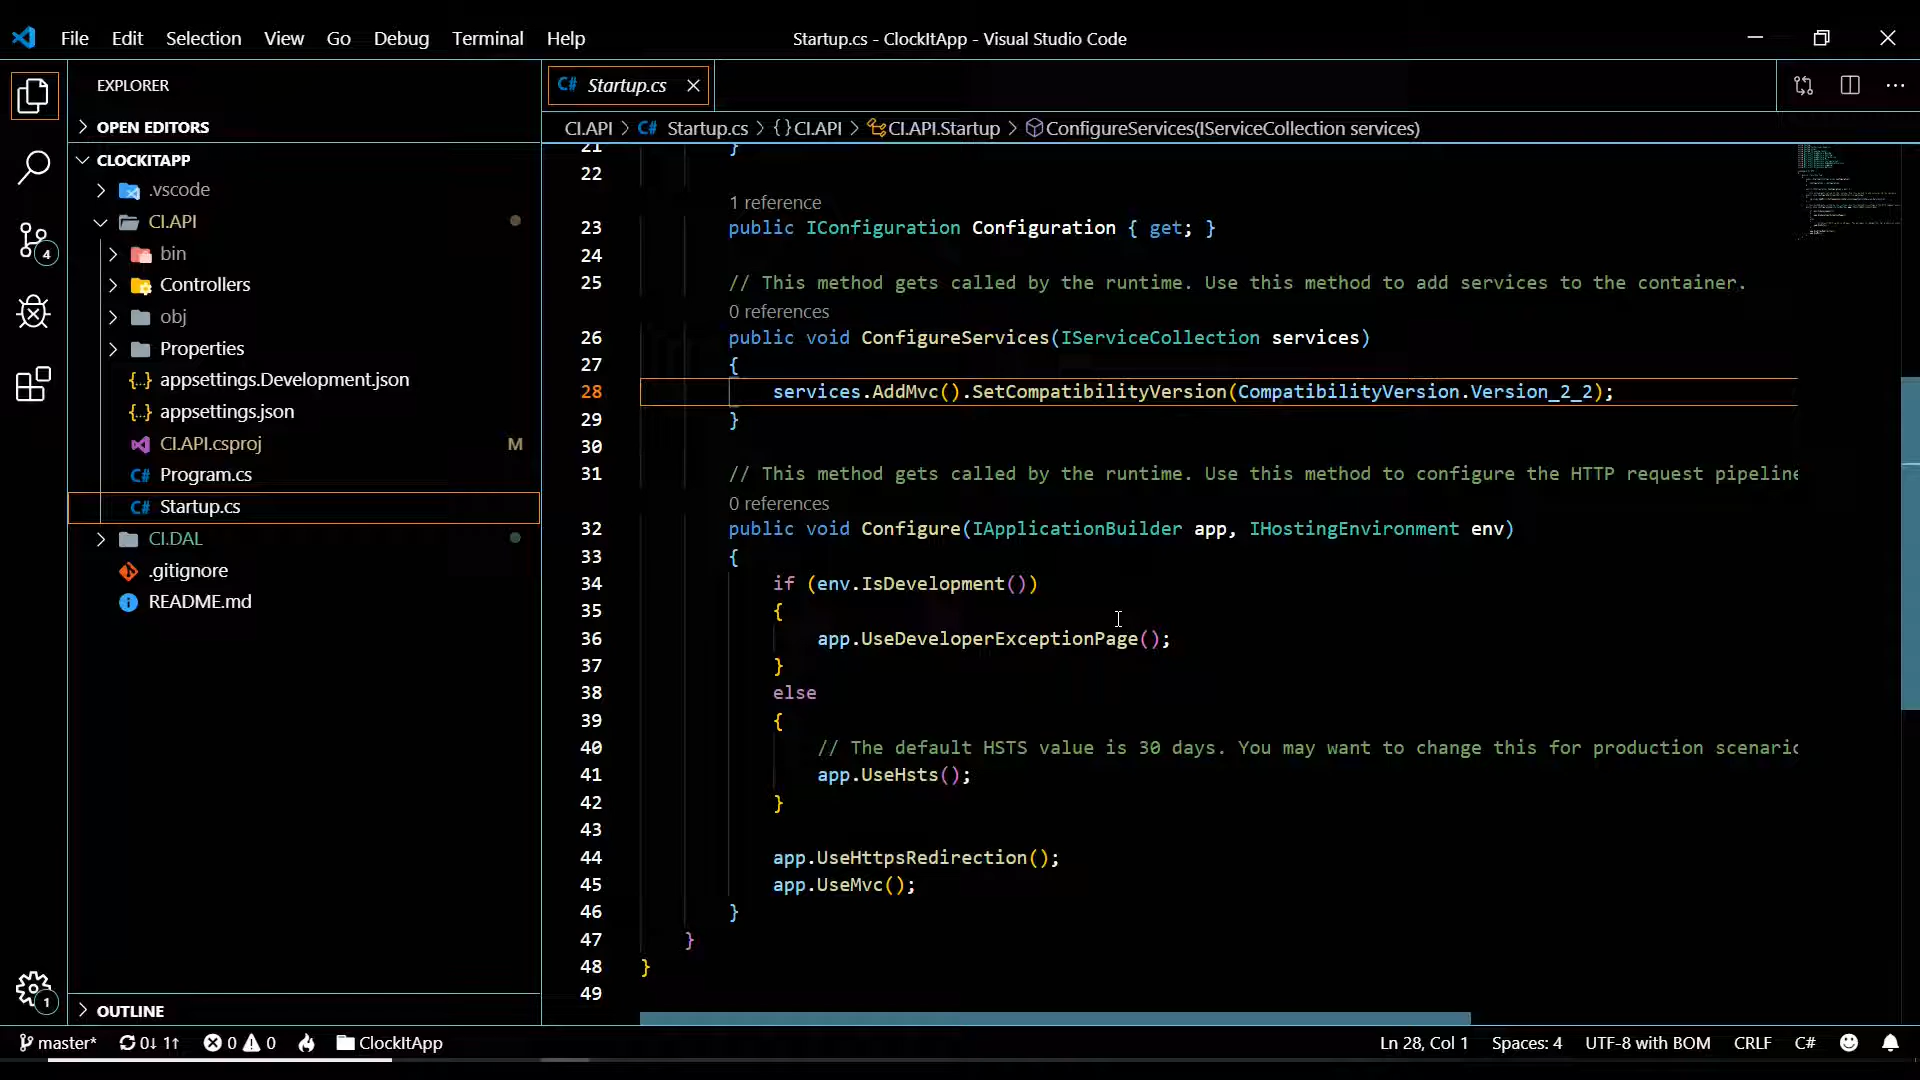 File Edit Selection View Go Debug Terminal Help
Startup.cs - ClockItApp - Visual Studio Code
EXPLORER
OPEN EDITORS
CLOCKITAPP
.vscode
CI.API
bin
Controllers
obj
Properties
{..} appsettings.Development.json
{..} appsettings.json
CI.API.csproj M
C# Program.cs
C# Startup.cs
CI.DAL
.gitignore
README.md
OUTLINE
4
1
C# Startup.cs
CI.API > C# Startup.cs > {} CI.API > CI.API.Startup > ConfigureServices(IServiceCollection services)
21 }
22
1 reference
23 public IConfiguration Configuration { get; }
24
25 // This method gets called by the runtime. Use this method to add services to the container.
0 references
26 public void ConfigureServices(IServiceCollection services)
27 {
28 services.AddMvc().SetCompatibilityVersion(CompatibilityVersion.Version_2_2);
29 }
30
31 // This method gets called by the runtime. Use this method to configure the HTTP request pipeline
0 references
32 public void Configure(IApplicationBuilder app, IHostingEnvironment env)
33 {
34 if (env.IsDevelopment())
35 {
36 app.UseDeveloperExceptionPage();
37 }
38 else
39 {
40 // The default HSTS value is 30 days. You may want to change this for production scenaric
41 app.UseHsts();
42 }
43
44 app.UseHttpsRedirection();
45 app.UseMvc();
46 }
47 }
48 }
49
master* 0↓ 1↑ 0 0 ClockItApp Ln 28, Col 1 Spaces: 4 UTF-8 with BOM CRLF C#